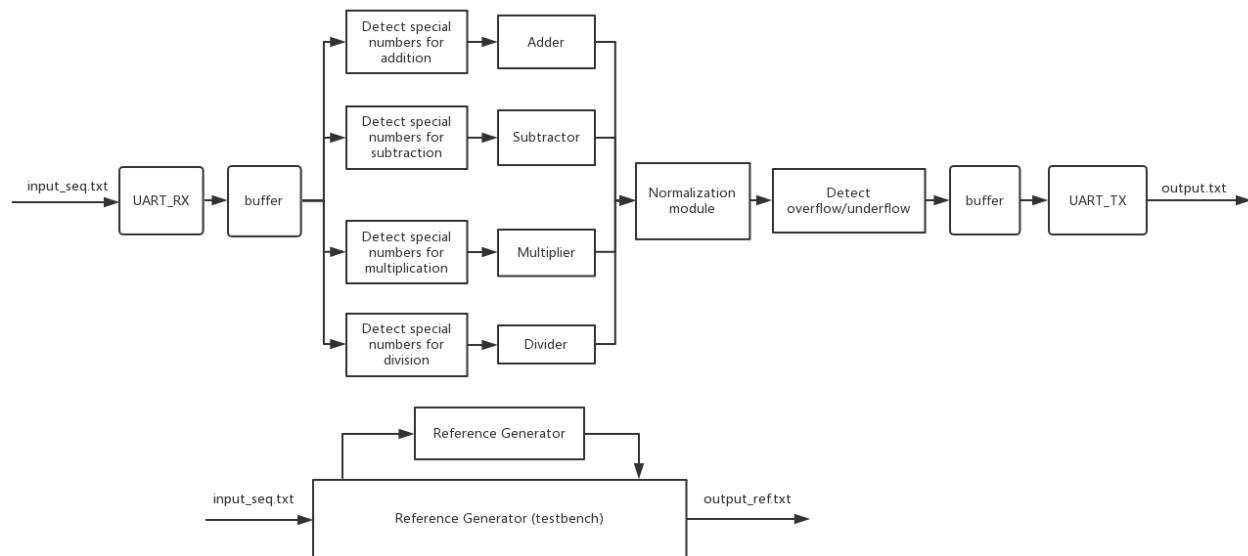 Detect special
numbers for
addition
Adder
Detect special
numbers for
subtraction
Subtractor
input_seq.txt
UART_RX
buffer
Normalization
module
Detect
overflow/underflow
buffer
UART_TX
output.txt
Detect special
numbers for
multiplication
Multiplier
Detect special
numbers for
division
Divider
Reference Generator
input_seq.txt
Reference Generator (testbench)
output_ref.txt